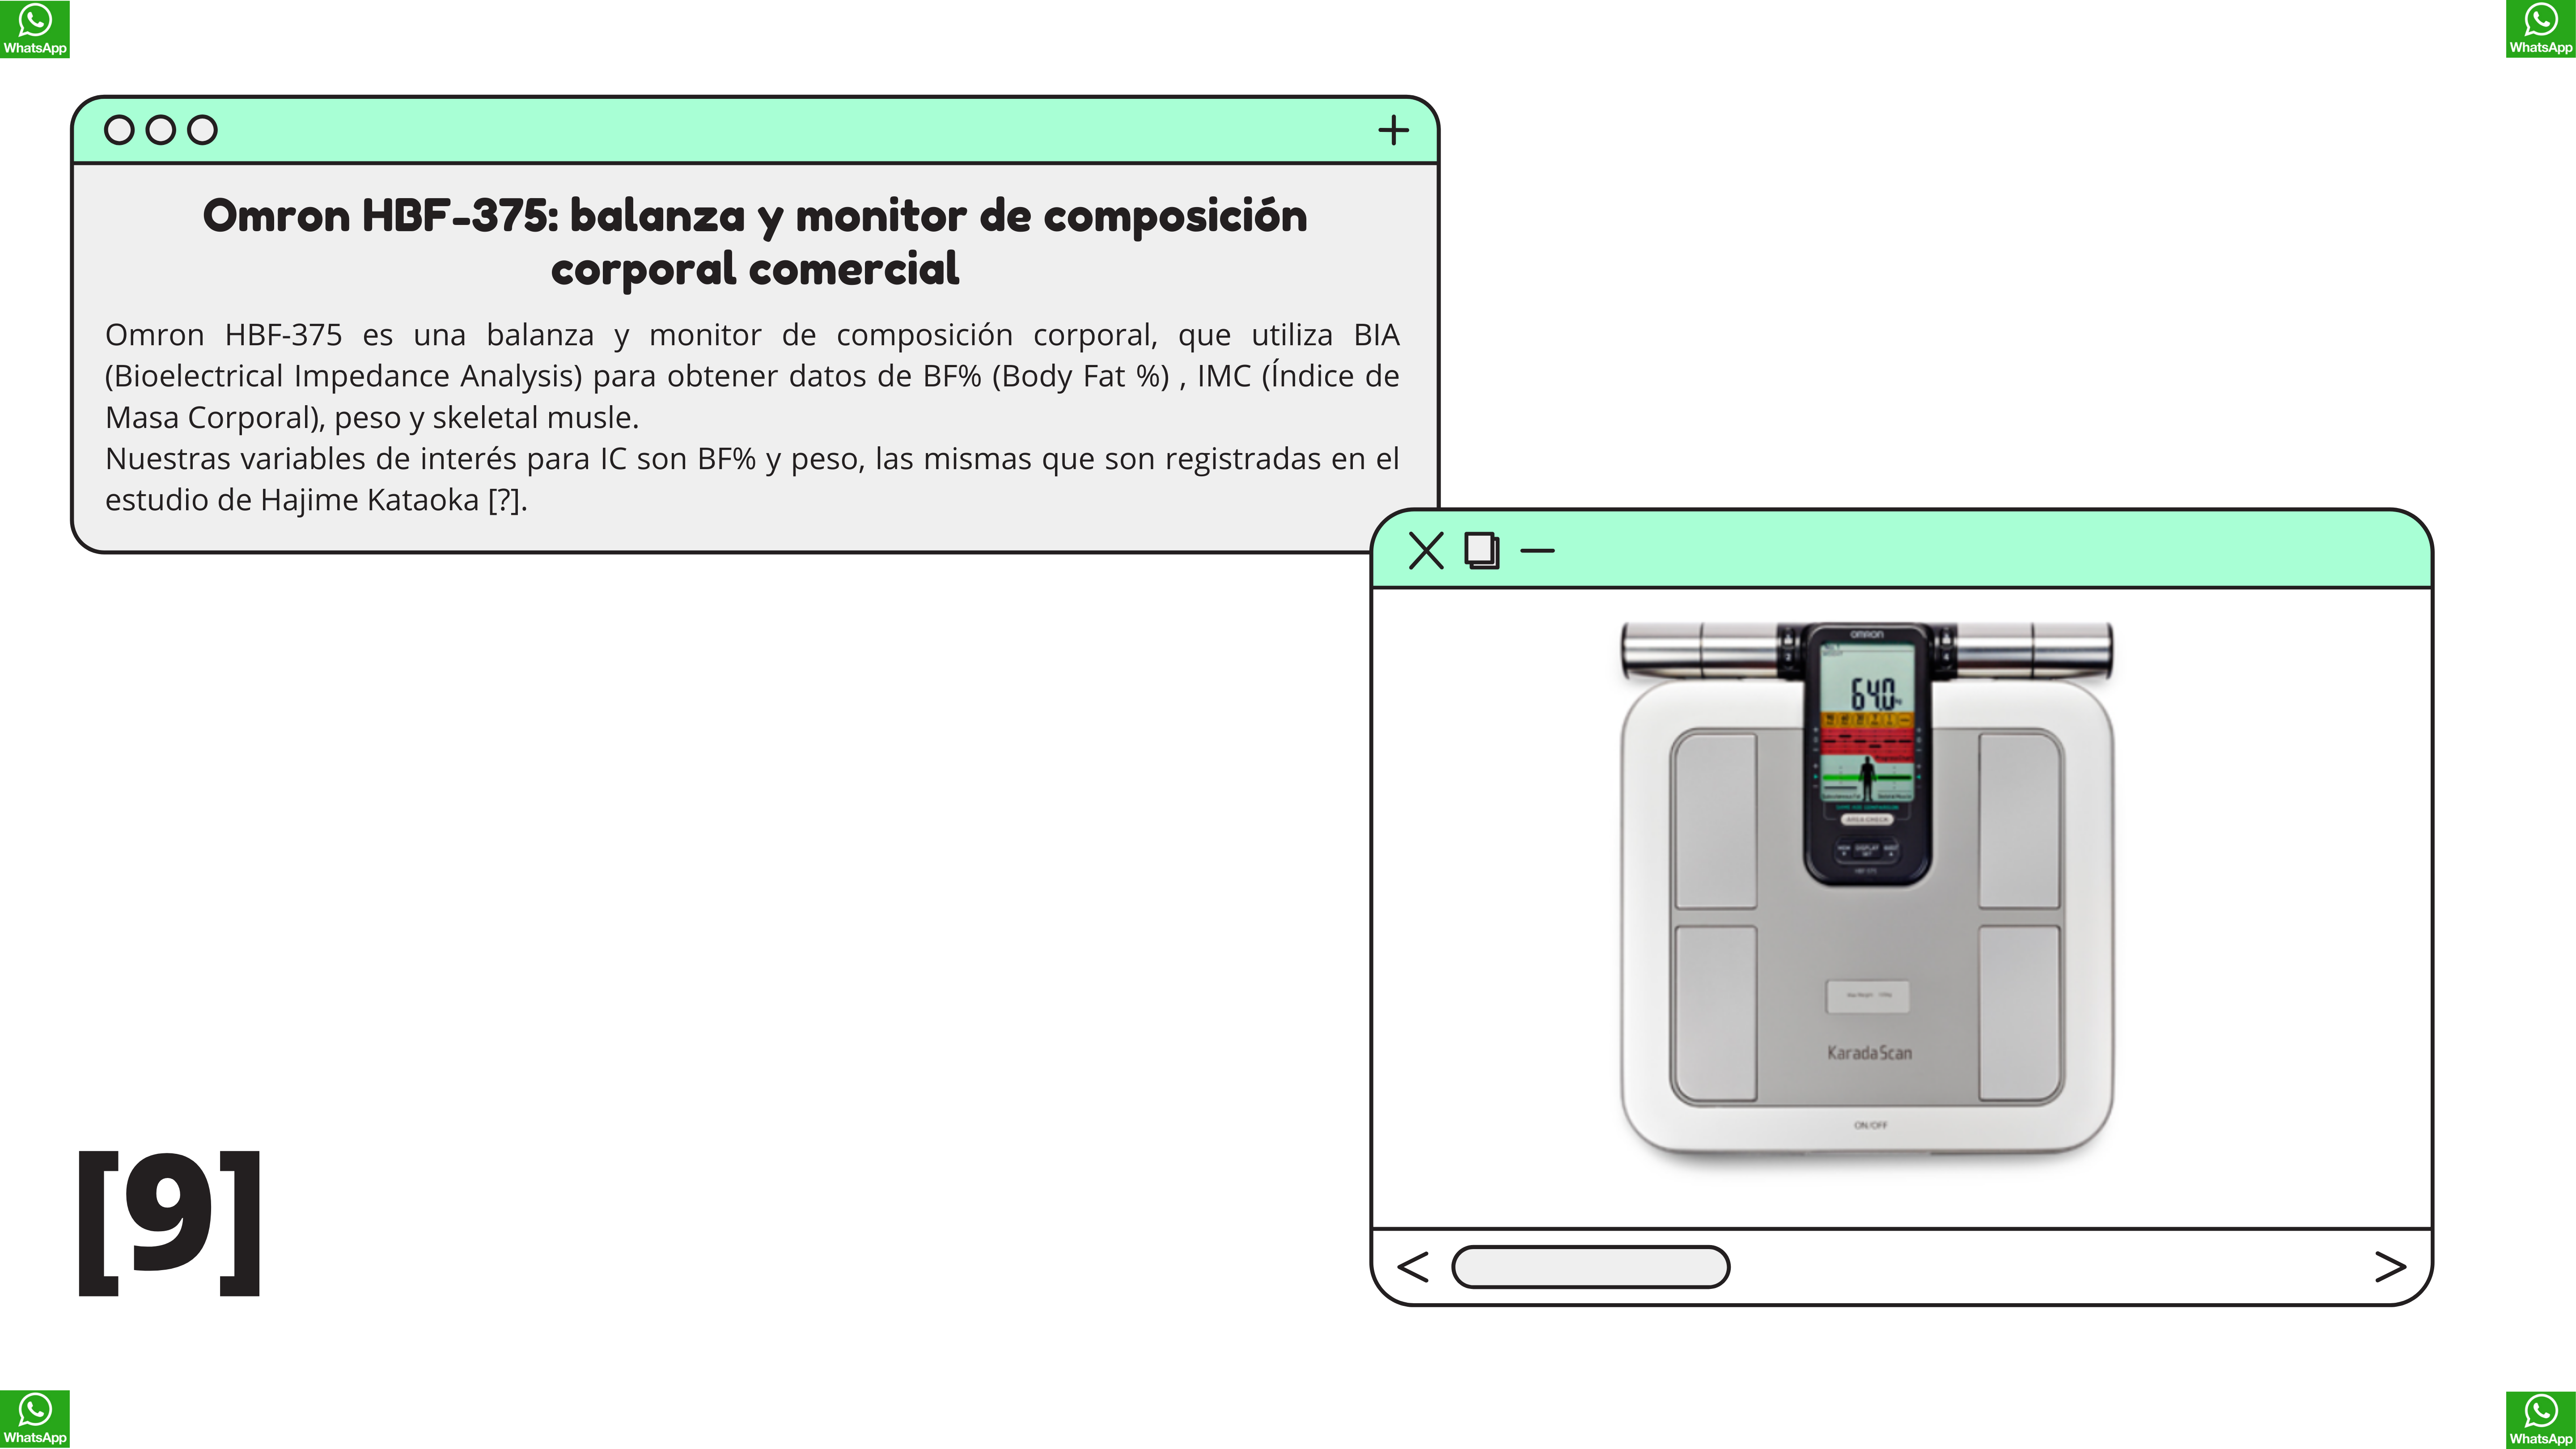 WhatsApp
WhatsApp
Omron HBF-375: balanza y monitor de composición
corporal comercial
Omron HBF-375 es una balanza y monitor de composición corporal, que utiliza BIA
(Bioelectrical Impedance Analysis) para obtener datos de BF% (Body Fat %) , IMC (Índice de
Masa Corporal), peso y skeletal musle.
Nuestras variables de interés para IC son BF% y peso, las mismas que son registradas en el
estudio de Hajime Kataoka [?].
OMRON
64.0
DISPLAY
KaradaScan
ON/OFF
[9]
WhatsApp
WhatsApp